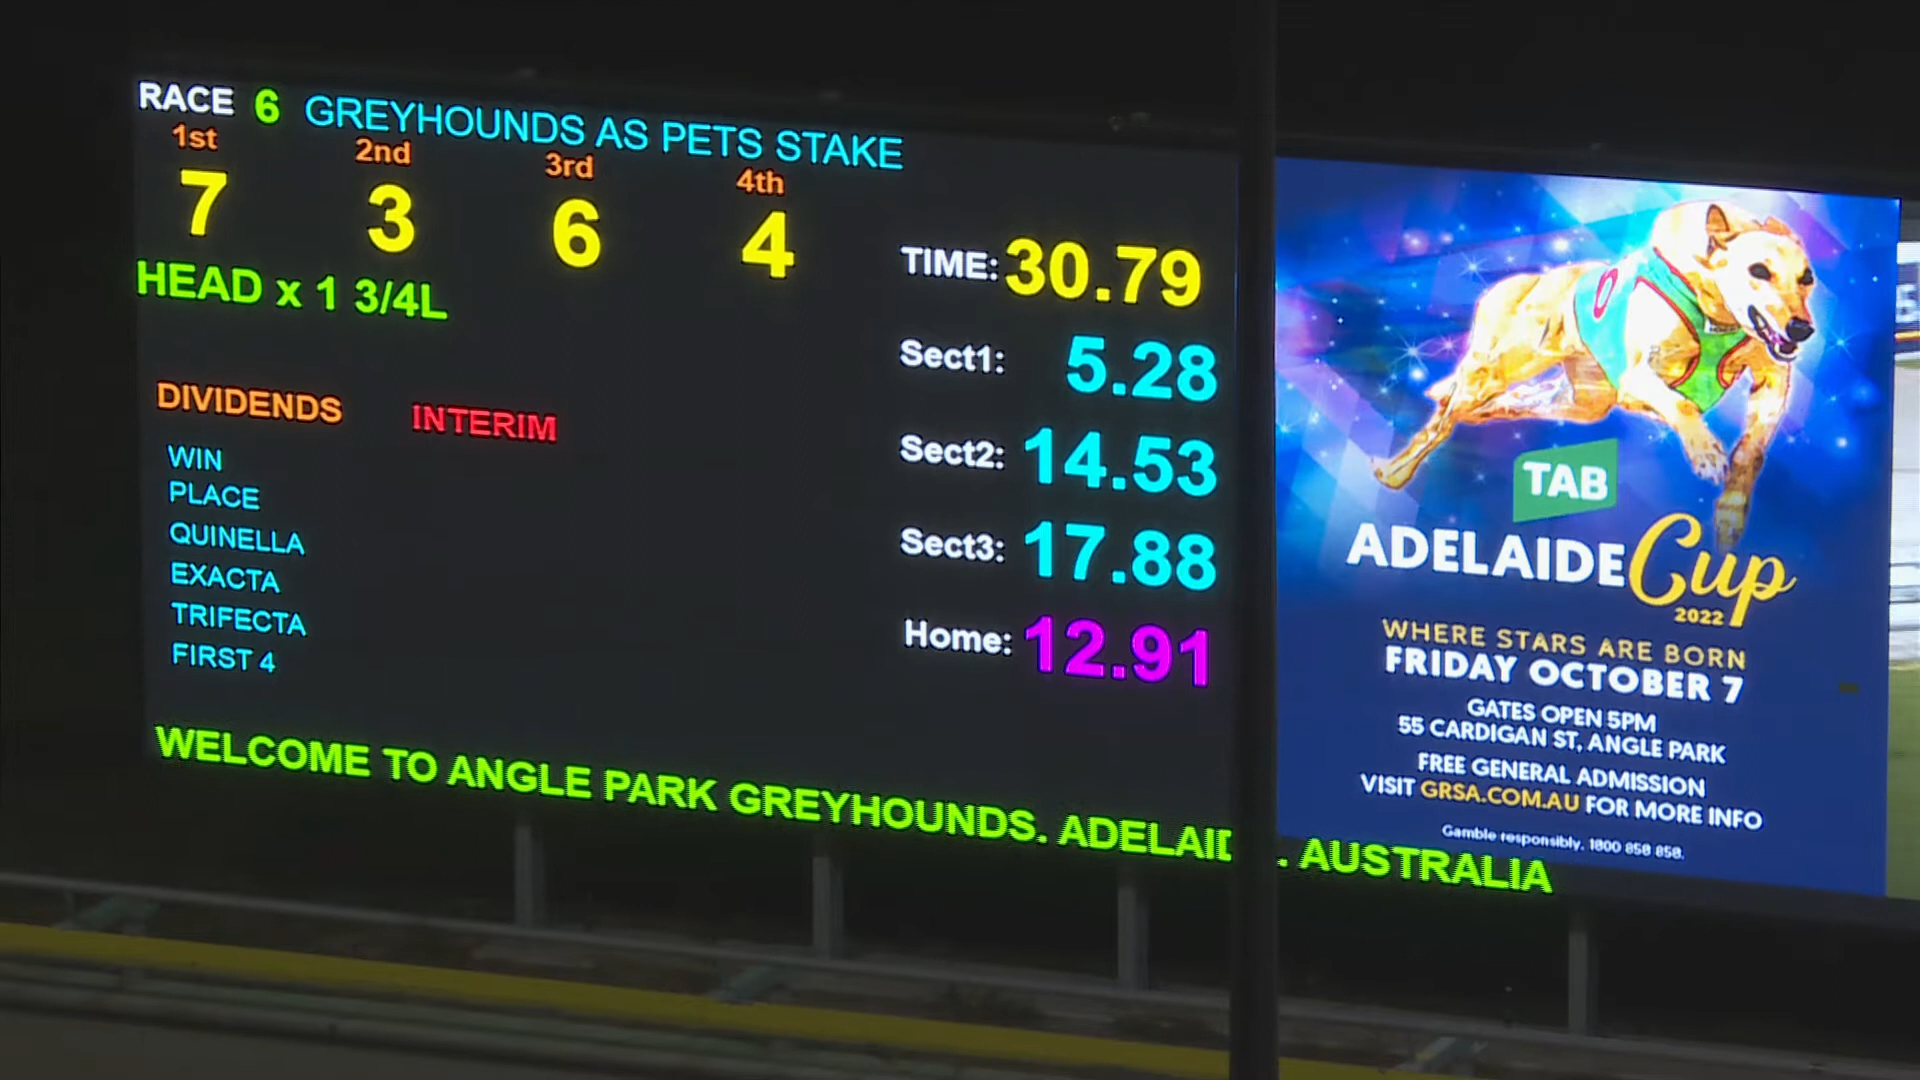 RACE 6 GREYHOUNDS AS PETS STAKE
1st 2nd 3rd 4th
7 3 6 4
HEAD x 1 3/4L
TIME: 30.79
Sect1: 5.28
Sect2: 14.53
Sect3: 17.88
Home: 12.91
DIVIDENDS INTERIM
WIN
PLACE
QUINELLA
EXACTA
TRIFECTA
FIRST 4
WELCOME TO ANGLE PARK GREYHOUNDS. ADELAID . AUSTRALIA
TAB
ADELAIDE Cup
2022
WHERE STARS ARE BORN
FRIDAY OCTOBER 7
GATES OPEN 5PM
55 CARDIGAN ST, ANGLE PARK
FREE GENERAL ADMISSION
VISIT GRSA.COM.AU FOR MORE INFO
Gamble responsibly. 1800 858 858.